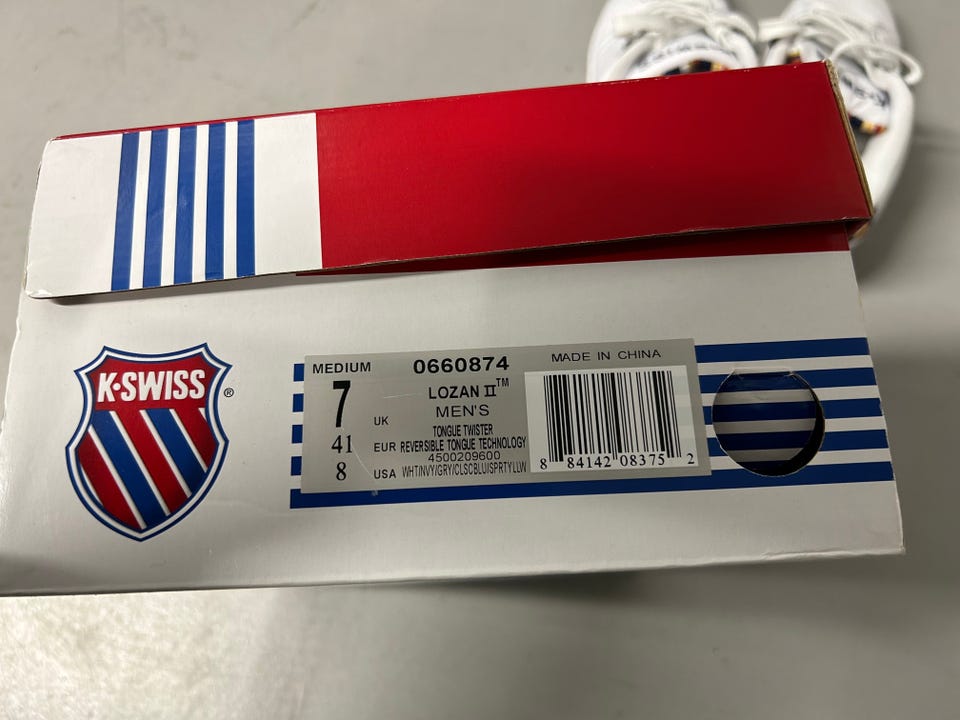 K·SWISS
®
MEDIUM
0660874
MADE IN CHINA
7 UK
LOZAN II™
MEN'S
TONGUE TWISTER
41 EUR
REVERSIBLE TONGUE TECHNOLOGY
4500209600
8 USA
WHT/NVY/GRY/CLSCBLU/SPRTYLLW
8 84142 08375 2